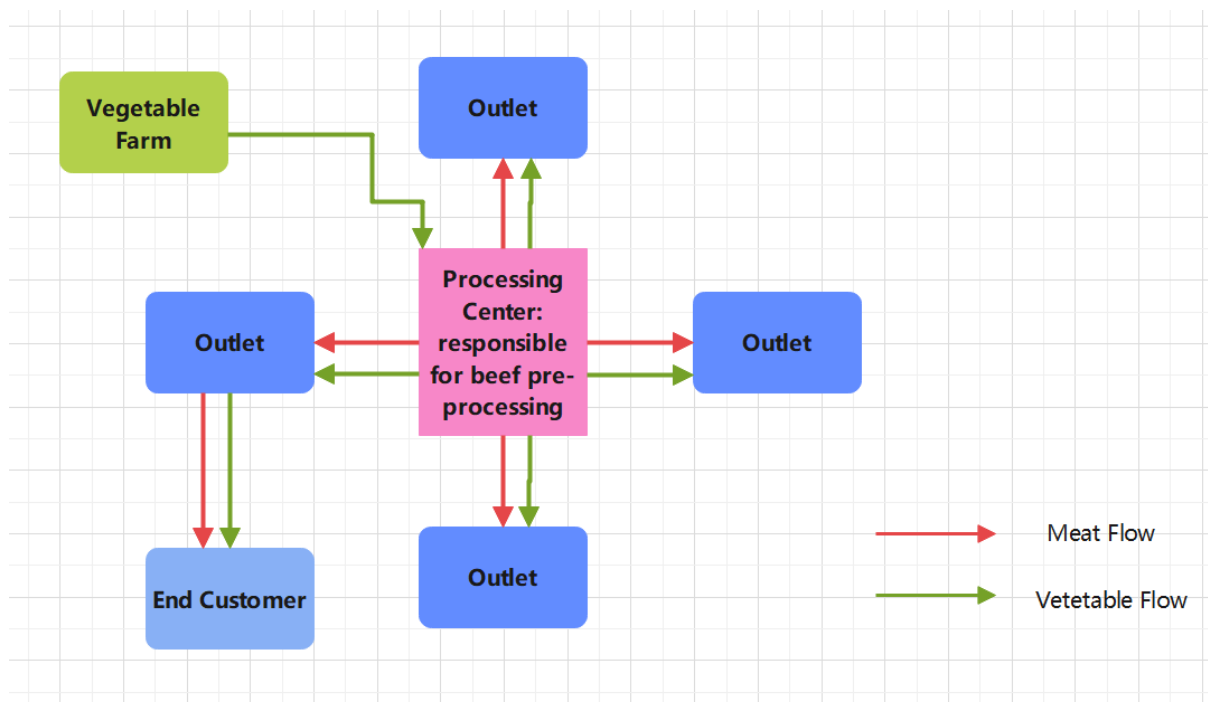 Vegetable
Farm
Outlet
Processing
Center:
responsible
for beef pre-
processing
Outlet
Outlet
Outlet
End Customer
Meat Flow
Vetetable Flow